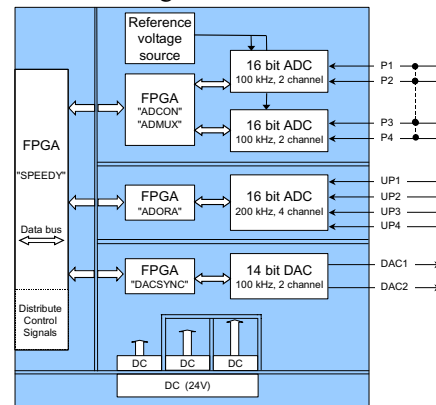 Reference
voltage
source
16 bit ADC
100 kHz, 2 channel
P1
P2
FPGA
"ADCON"
"ADMUX"
16 bit ADC
100 kHz, 2 channel
P3
P4
FPGA
"SPEEDY"
Data bus
Distribute
Control
Signals
FPGA
"ADORA"
16 bit ADC
200 kHz, 4 channel
UP1
UP2
UP3
UP4
FPGA
"DACSYNC"
14 bit DAC
100 kHz, 2 channel
DAC1
DAC2
DC
DC
DC
DC (24V)